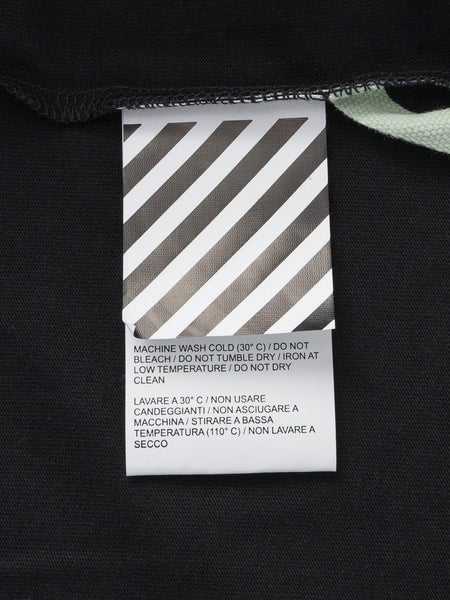 MACHINE WASH COLD (30° C) / DO NOT
BLEACH / DO NOT TUMBLE DRY / IRON AT
LOW TEMPERATURE / DO NOT DRY
CLEAN
LAVARE A 30° C / NON USARE
CANDEGGIANTI / NON ASCIUGARE A
MACCHINA / STIRARE A BASSA
TEMPERATURA (110° C) / NON LAVARE A
SECCO